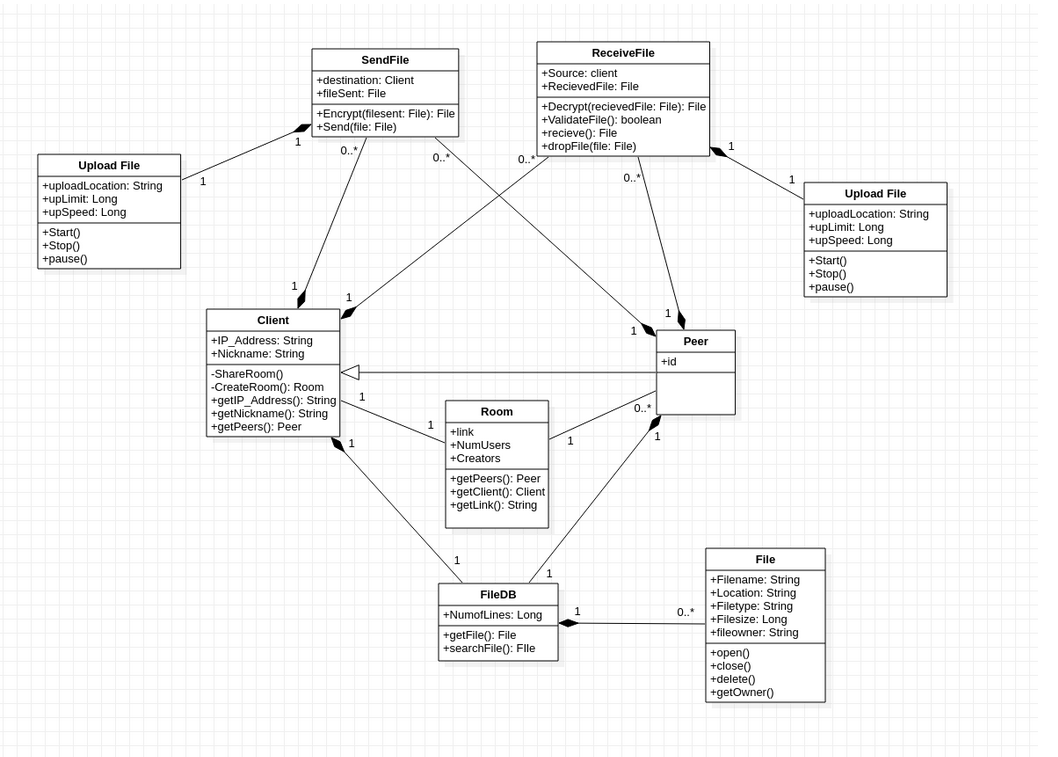 SendFile
+destination: Client
+fileSent: File
+Encrypt(filesent: File): File
+Send(file: File)
ReceiveFile
+Source: client
+RecievedFile: File
+Decrypt(recievedFile: File): File
+ValidateFile(): boolean
+recieve(): File
+dropFile(file: File)
1
1
0..*
0..*
0..*
0..*
1
1
Upload File
+uploadLocation: String
+upLimit: Long
+upSpeed: Long
+Start()
+Stop()
+pause()
Upload File
+uploadLocation: String
+upLimit: Long
+upSpeed: Long
+Start()
+Stop()
+pause()
1
1
1
1
Client
+IP_Address: String
+Nickname: String
-ShareRoom()
-CreateRoom(): Room
+getIP_Address(): String
+getNickname(): String
+getPeers(): Peer
Peer
+id
1
1
0..*
1
1
1
Room
+link
+NumUsers
+Creators
+getPeers(): Peer
+getClient(): Client
+getLink(): String
1
1
FileDB
+NumofLines: Long
+getFile(): File
+searchFile(): FIle
1
0..*
File
+Filename: String
+Location: String
+Filetype: String
+Filesize: Long
+fileowner: String
+open()
+close()
+delete()
+getOwner()